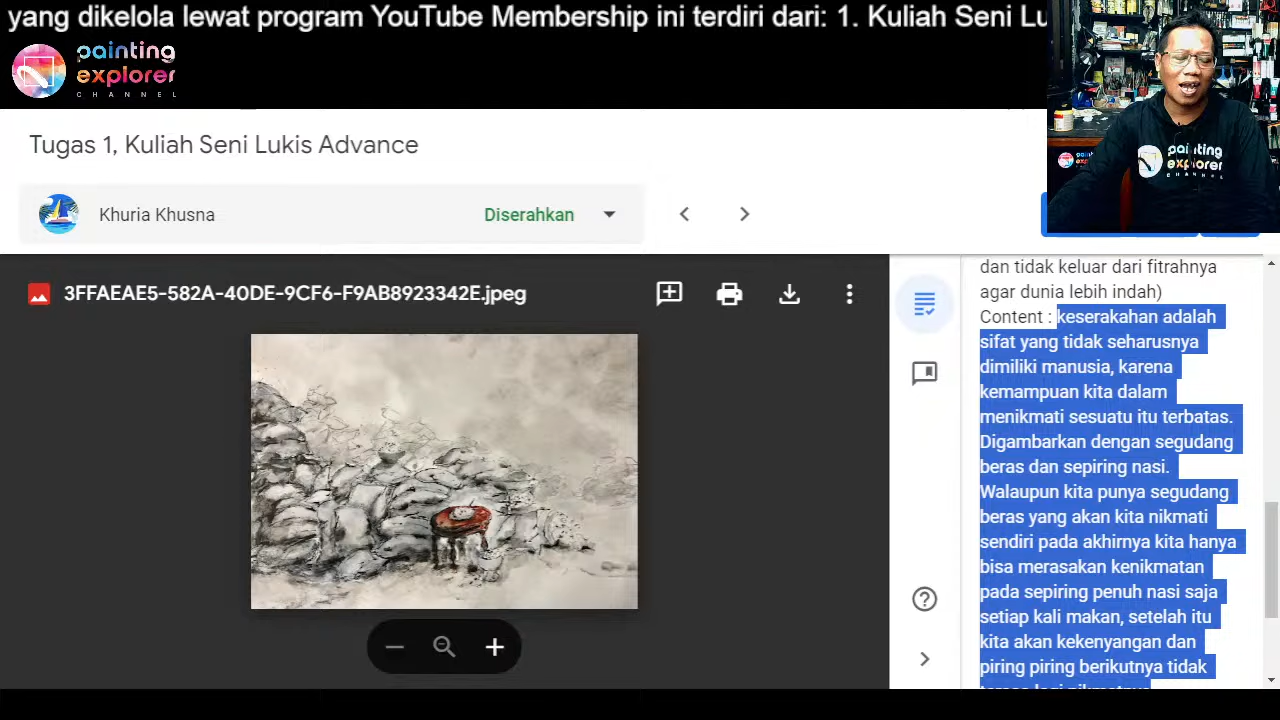 yang dikelola lewat program YouTube Membership ini terdiri dari: 1. Kuliah Seni Lu
painting
explorer
CHANNEL
painting
explorer
CHANNEL
Tugas 1, Kuliah Seni Lukis Advance
Khuria Khusna
Diserahkan
3FFAEAE5-582A-40DE-9CF6-F9AB8923342E.jpeg
dan tidak keluar dari fitrahnya
agar dunia lebih indah)
Content : keserakahan adalah
sifat yang tidak seharusnya
dimiliki manusia, karena
kemampuan kita dalam
menikmati sesuatu itu terbatas.
Digambarkan dengan segudang
beras dan sepiring nasi.
Walaupun kita punya segudang
beras yang akan kita nikmati
sendiri pada akhirnya kita hanya
bisa merasakan kenikmatan
pada sepiring penuh nasi saja
setiap kali makan, setelah itu
kita akan kekenyangan dan
piring piring berikutnya tidak